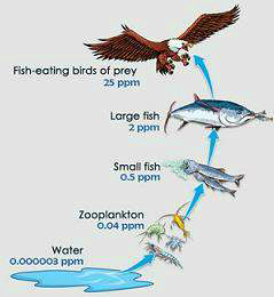 Fish-eating birds of prey
25 ppm
Large fish
2 ppm
Small fish
0.5 ppm
Zooplankton
0.04 ppm
Water
0.000003 ppm